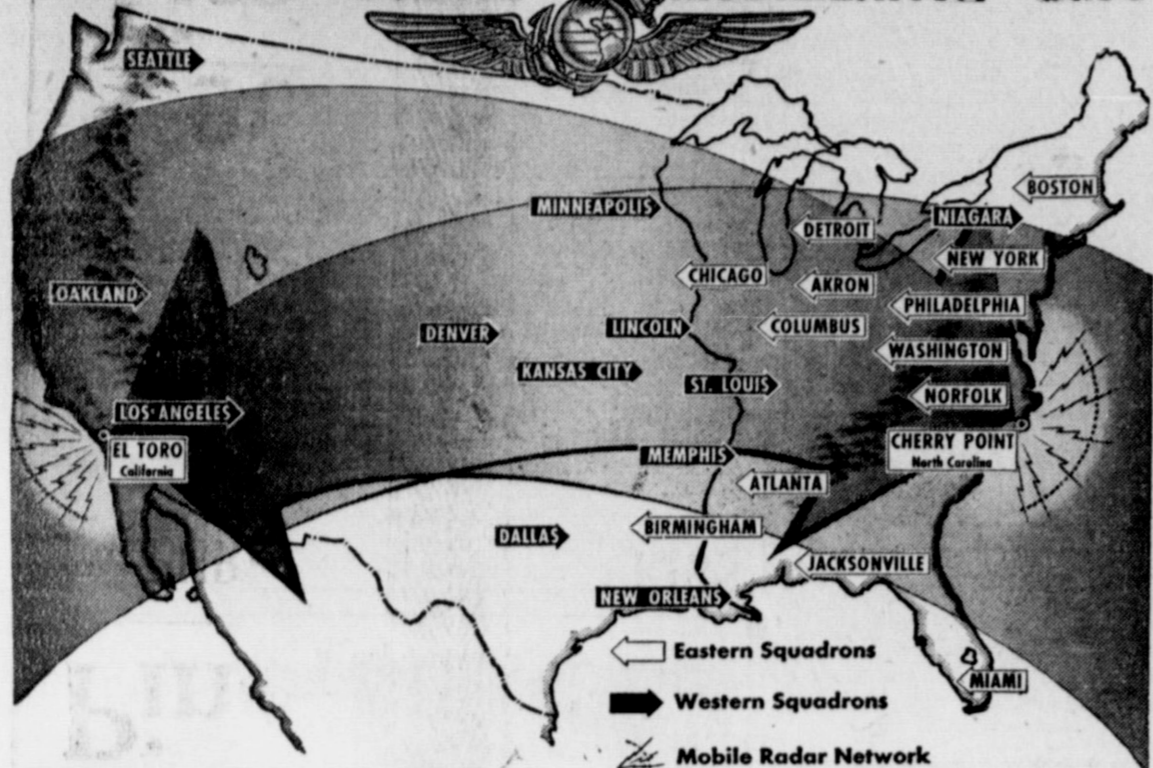 SEATTLE
MINNEAPOLIS
BOSTON
DETROIT
NIAGARA
NEW YORK
CHICAGO
AKRON
OAKLAND
PHILADELPHIA
DENVER
LINCOLN
COLUMBUS
WASHINGTON
KANSAS CITY
ST. LOUIS
NORFOLK
LOS ANGELES
EL TORO
California
CHERRY POINT
North Carolina
MEMPHIS
ATLANTA
DALLAS
BIRMINGHAM
JACKSONVILLE
NEW ORLEANS
MIAMI
Eastern Squadrons
Western Squadrons
Mobile Radar Network